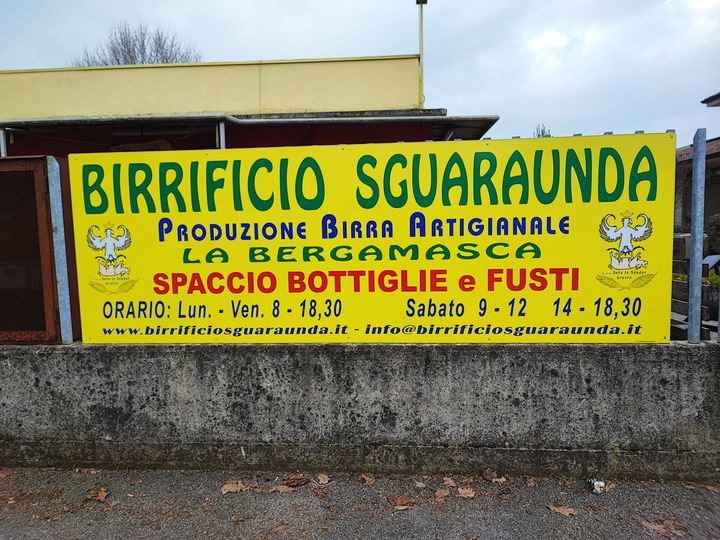 BIRRIFICIO SGUARAUNDA
PRODUZIONE BIRRA ARTIGIANALE
LA BERGAMASCA
SPACCIO BOTTIGLIE e FUSTI
ORARIO: Lun. - Ven. 8 - 18,30 Sabato 9 - 12 14 - 18,30
www.birrificiosguaraunda.it - info@birrificiosguaraunda.it